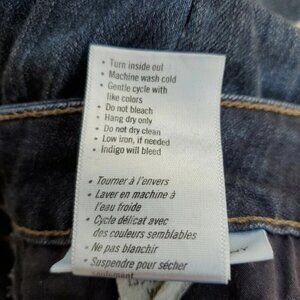 • Turn inside out
• Machine wash cold
• Gentle cycle with
like colors
• Do not bleach
• Hang dry only
• Do not dry clean
• Low iron, if needed
• Indigo will bleed
• Tourner à l'envers
• Laver en machine à
l'eau froide
• Cycle délicat avec
des couleurs semblables
• Ne pas blanchir
• Suspendre pour sécher
seulement